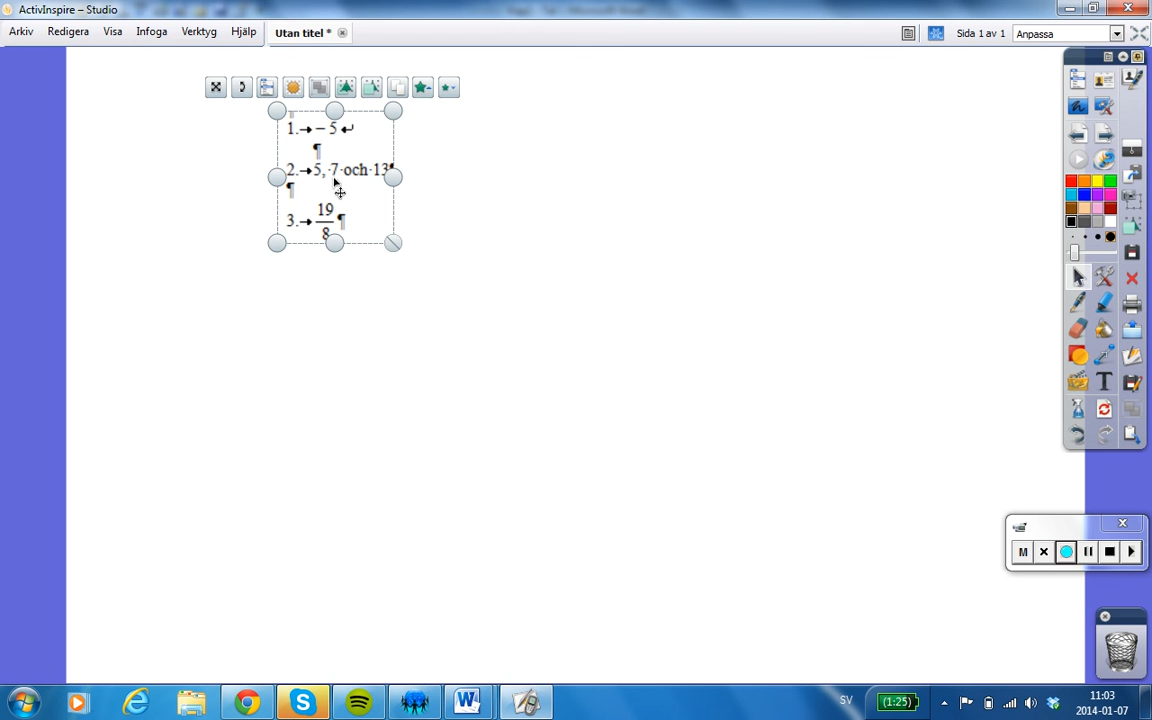 ActivInspire – Studio
Arkiv Redigera Visa Infoga Verktyg Hjälp Utan titel * Sida 1 av 1 Anpassa
¶
1.→ – 5 ↵
¶
2.→5, ·7·och·13¶
¶
3.→ 19/8 ¶
T
M
W
SV (1:25) 11:03
2014-01-07